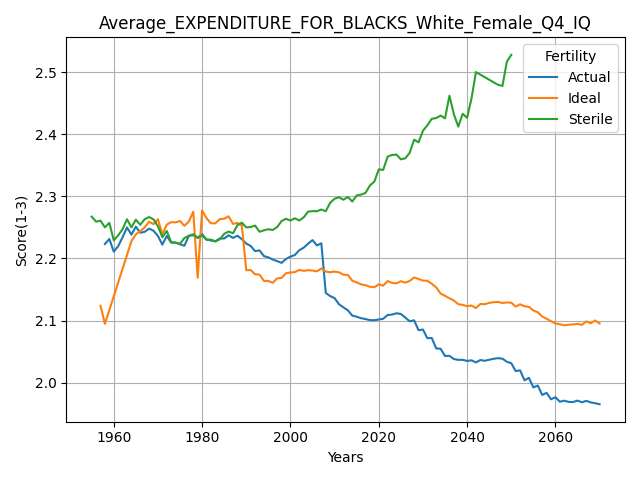 Average_EXPENDITURE_FOR_BLACKS_White_Female_Q4_IQ
Fertility
Actual
Ideal
Sterile
Score(1-3)
2.5
2.4
2.3
2.2
2.1
2.0
1960 1980 2000 2020 2040 2060
Years